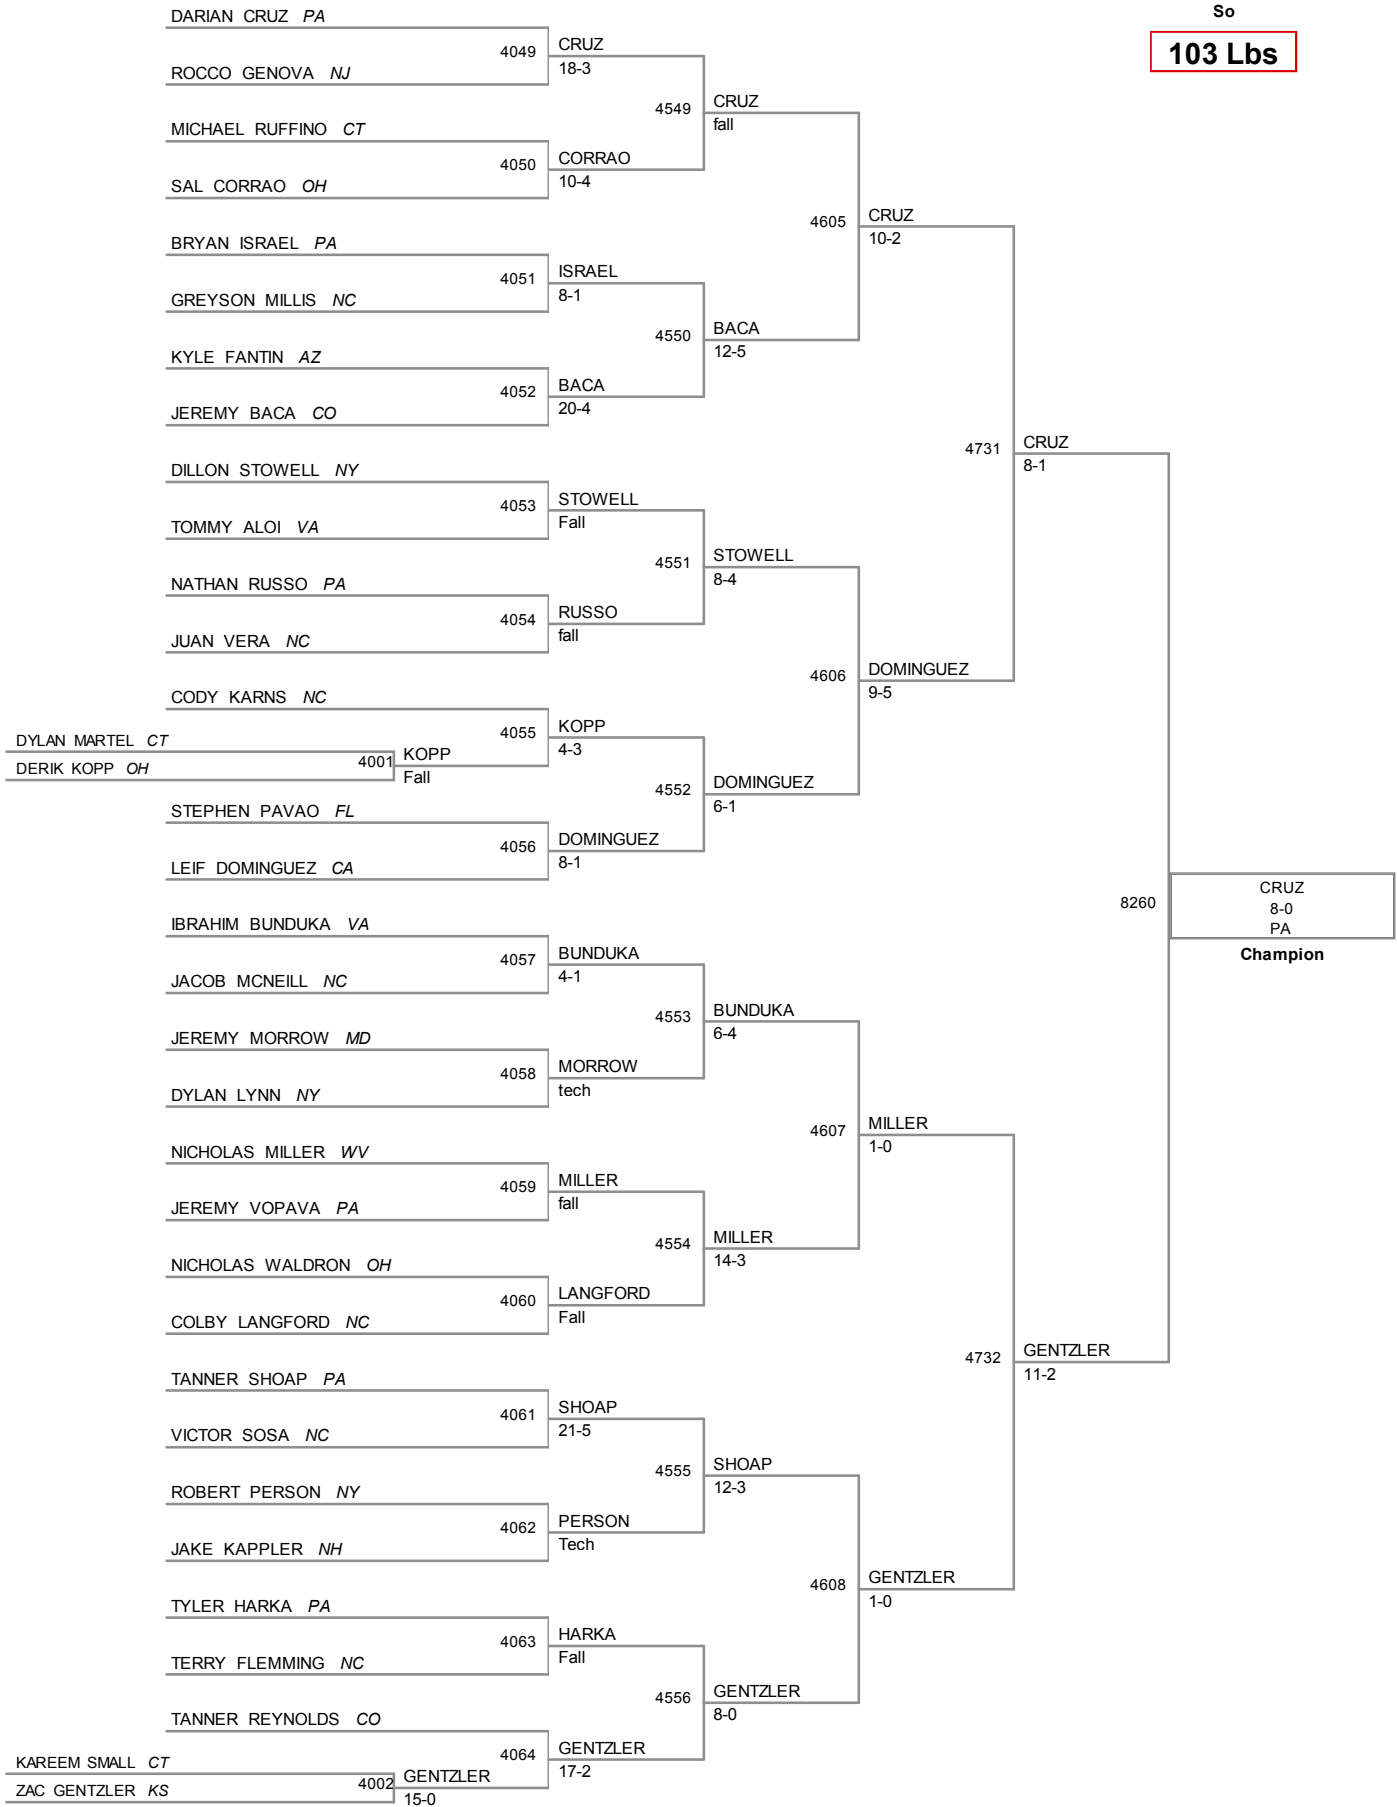 So
103 Lbs
DARIAN CRUZ PA
4049
CRUZ
18-3
ROCCO GENOVA NJ
4549
CRUZ
fall
MICHAEL RUFFINO CT
4050
CORRAO
10-4
SAL CORRAO OH
4605
CRUZ
10-2
BRYAN ISRAEL PA
4051
ISRAEL
8-1
GREYSON MILLIS NC
4550
BACA
12-5
KYLE FANTIN AZ
4052
BACA
20-4
JEREMY BACA CO
4731
CRUZ
8-1
DILLON STOWELL NY
4053
STOWELL
Fall
TOMMY ALOI VA
4551
STOWELL
8-4
NATHAN RUSSO PA
4054
RUSSO
fall
JUAN VERA NC
4606
DOMINGUEZ
9-5
CODY KARNS NC
4055
KOPP
4-3
DYLAN MARTEL CT
4001
KOPP
Fall
DERIK KOPP OH
4552
DOMINGUEZ
6-1
STEPHEN PAVAO FL
4056
DOMINGUEZ
8-1
LEIF DOMINGUEZ CA
8260
CRUZ
8-0
PA
Champion
IBRAHIM BUNDUKA VA
4057
BUNDUKA
4-1
JACOB MCNEILL NC
4553
BUNDUKA
6-4
JEREMY MORROW MD
4058
MORROW
tech
DYLAN LYNN NY
4607
MILLER
1-0
NICHOLAS MILLER WV
4059
MILLER
fall
JEREMY VOPAVA PA
4554
MILLER
14-3
NICHOLAS WALDRON OH
4060
LANGFORD
Fall
COLBY LANGFORD NC
4732
GENTZLER
11-2
TANNER SHOAP PA
4061
SHOAP
21-5
VICTOR SOSA NC
4555
SHOAP
12-3
ROBERT PERSON NY
4062
PERSON
Tech
JAKE KAPPLER NH
4608
GENTZLER
1-0
TYLER HARKA PA
4063
HARKA
Fall
TERRY FLEMMING NC
4556
GENTZLER
8-0
TANNER REYNOLDS CO
4064
GENTZLER
17-2
KAREEM SMALL CT
4002
GENTZLER
15-0
ZAC GENTZLER KS